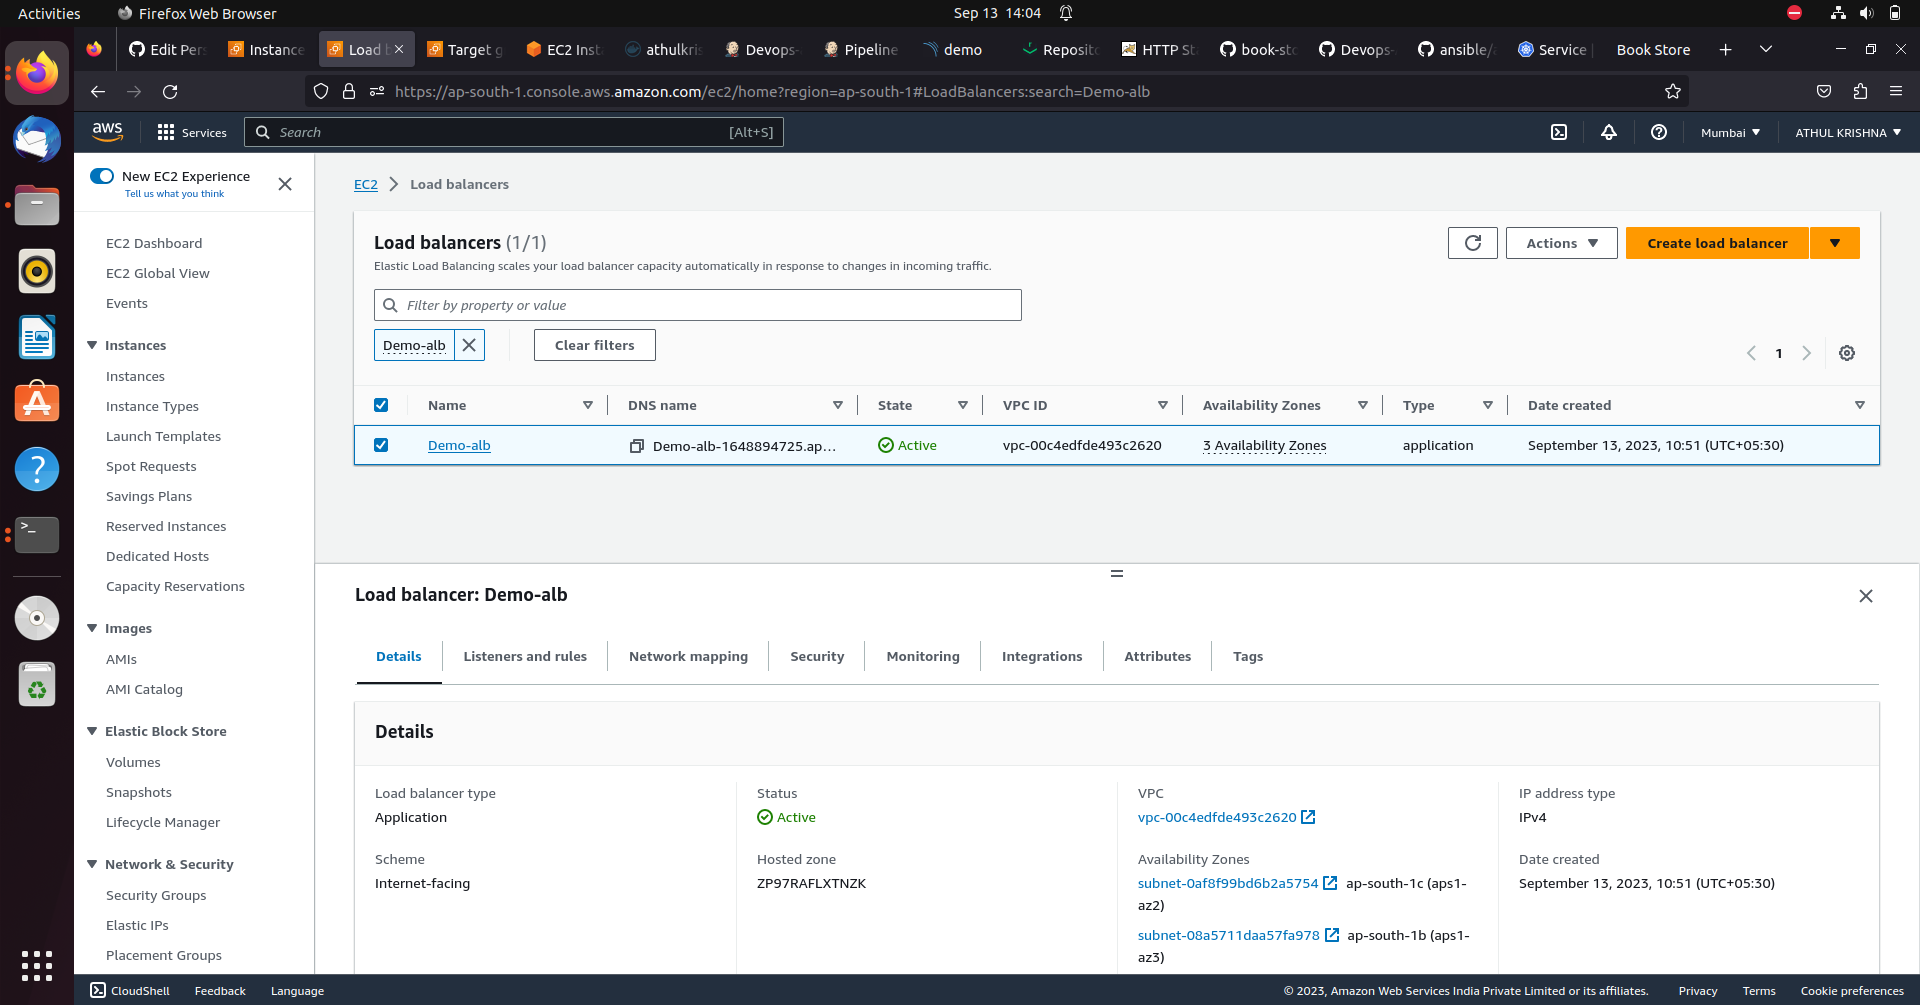 Activities
Firefox Web Browser
Sep 13 14:04
Edit Per
Instance
Load b
Target g
EC2 Inst
athulkris
Devops-
Pipeline
demo
Reposito
HTTP St
book-sto
Devops-
ansible/
Service
Book Store
https://ap-south-1.console.aws.amazon.com/ec2/home?region=ap-south-1#LoadBalancers:search=Demo-alb
aws
Services
Search
[Alt+S]
Mumbai
ATHUL KRISHNA
New EC2 Experience
Tell us what you think
EC2 Dashboard
EC2 Global View
Events
Instances
Instances
Instance Types
Launch Templates
Spot Requests
Savings Plans
Reserved Instances
Dedicated Hosts
Capacity Reservations
Images
AMIs
AMI Catalog
Elastic Block Store
Volumes
Snapshots
Lifecycle Manager
Network & Security
Security Groups
Elastic IPs
Placement Groups
EC2
Load balancers
Load balancers (1/1)
Elastic Load Balancing scales your load balancer capacity automatically in response to changes in incoming traffic.
Actions
Create load balancer
Filter by property or value
Demo-alb
Clear filters
1
Name
DNS name
State
VPC ID
Availability Zones
Type
Date created
Demo-alb
Demo-alb-1648894725.ap…
Active
vpc-00c4edfde493c2620
3 Availability Zones
application
September 13, 2023, 10:51 (UTC+05:30)
Load balancer: Demo-alb
Details
Listeners and rules
Network mapping
Security
Monitoring
Integrations
Attributes
Tags
Details
Load balancer type
Application
Status
Active
VPC
vpc-00c4edfde493c2620
IP address type
IPv4
Scheme
Internet-facing
Hosted zone
ZP97RAFLXTNZK
Availability Zones
subnet-0af8f99bd6b2a5754 ap-south-1c (aps1-
az2)
subnet-08a5711daa57fa978 ap-south-1b (aps1-
az3)
Date created
September 13, 2023, 10:51 (UTC+05:30)
CloudShell
Feedback
Language
© 2023, Amazon Web Services India Private Limited or its affiliates.
Privacy
Terms
Cookie preferences